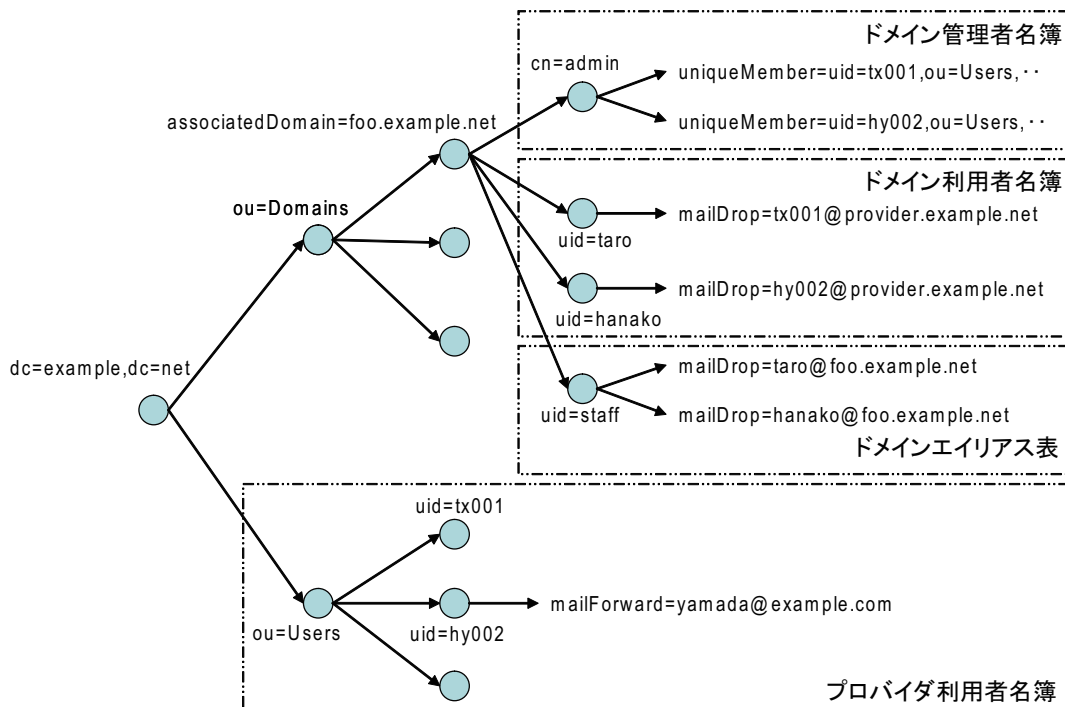 ドメイン管理者名簿
cn=admin
uniqueMember=uid=tx001,ou=Users,‥
uniqueMember=uid=hy002,ou=Users,‥
associatedDomain=foo.example.net
ドメイン利用者名簿
mailDrop=tx001@provider.example.net
uid=taro
ou=Domains
mailDrop=hy002@provider.example.net
uid=hanako
dc=example,dc=net
mailDrop=taro@foo.example.net
uid=staff
mailDrop=hanako@foo.example.net
ドメインエイリアス表
uid=tx001
mailForward=yamada@example.com
ou=Users
uid=hy002
プロバイダ利用者名簿